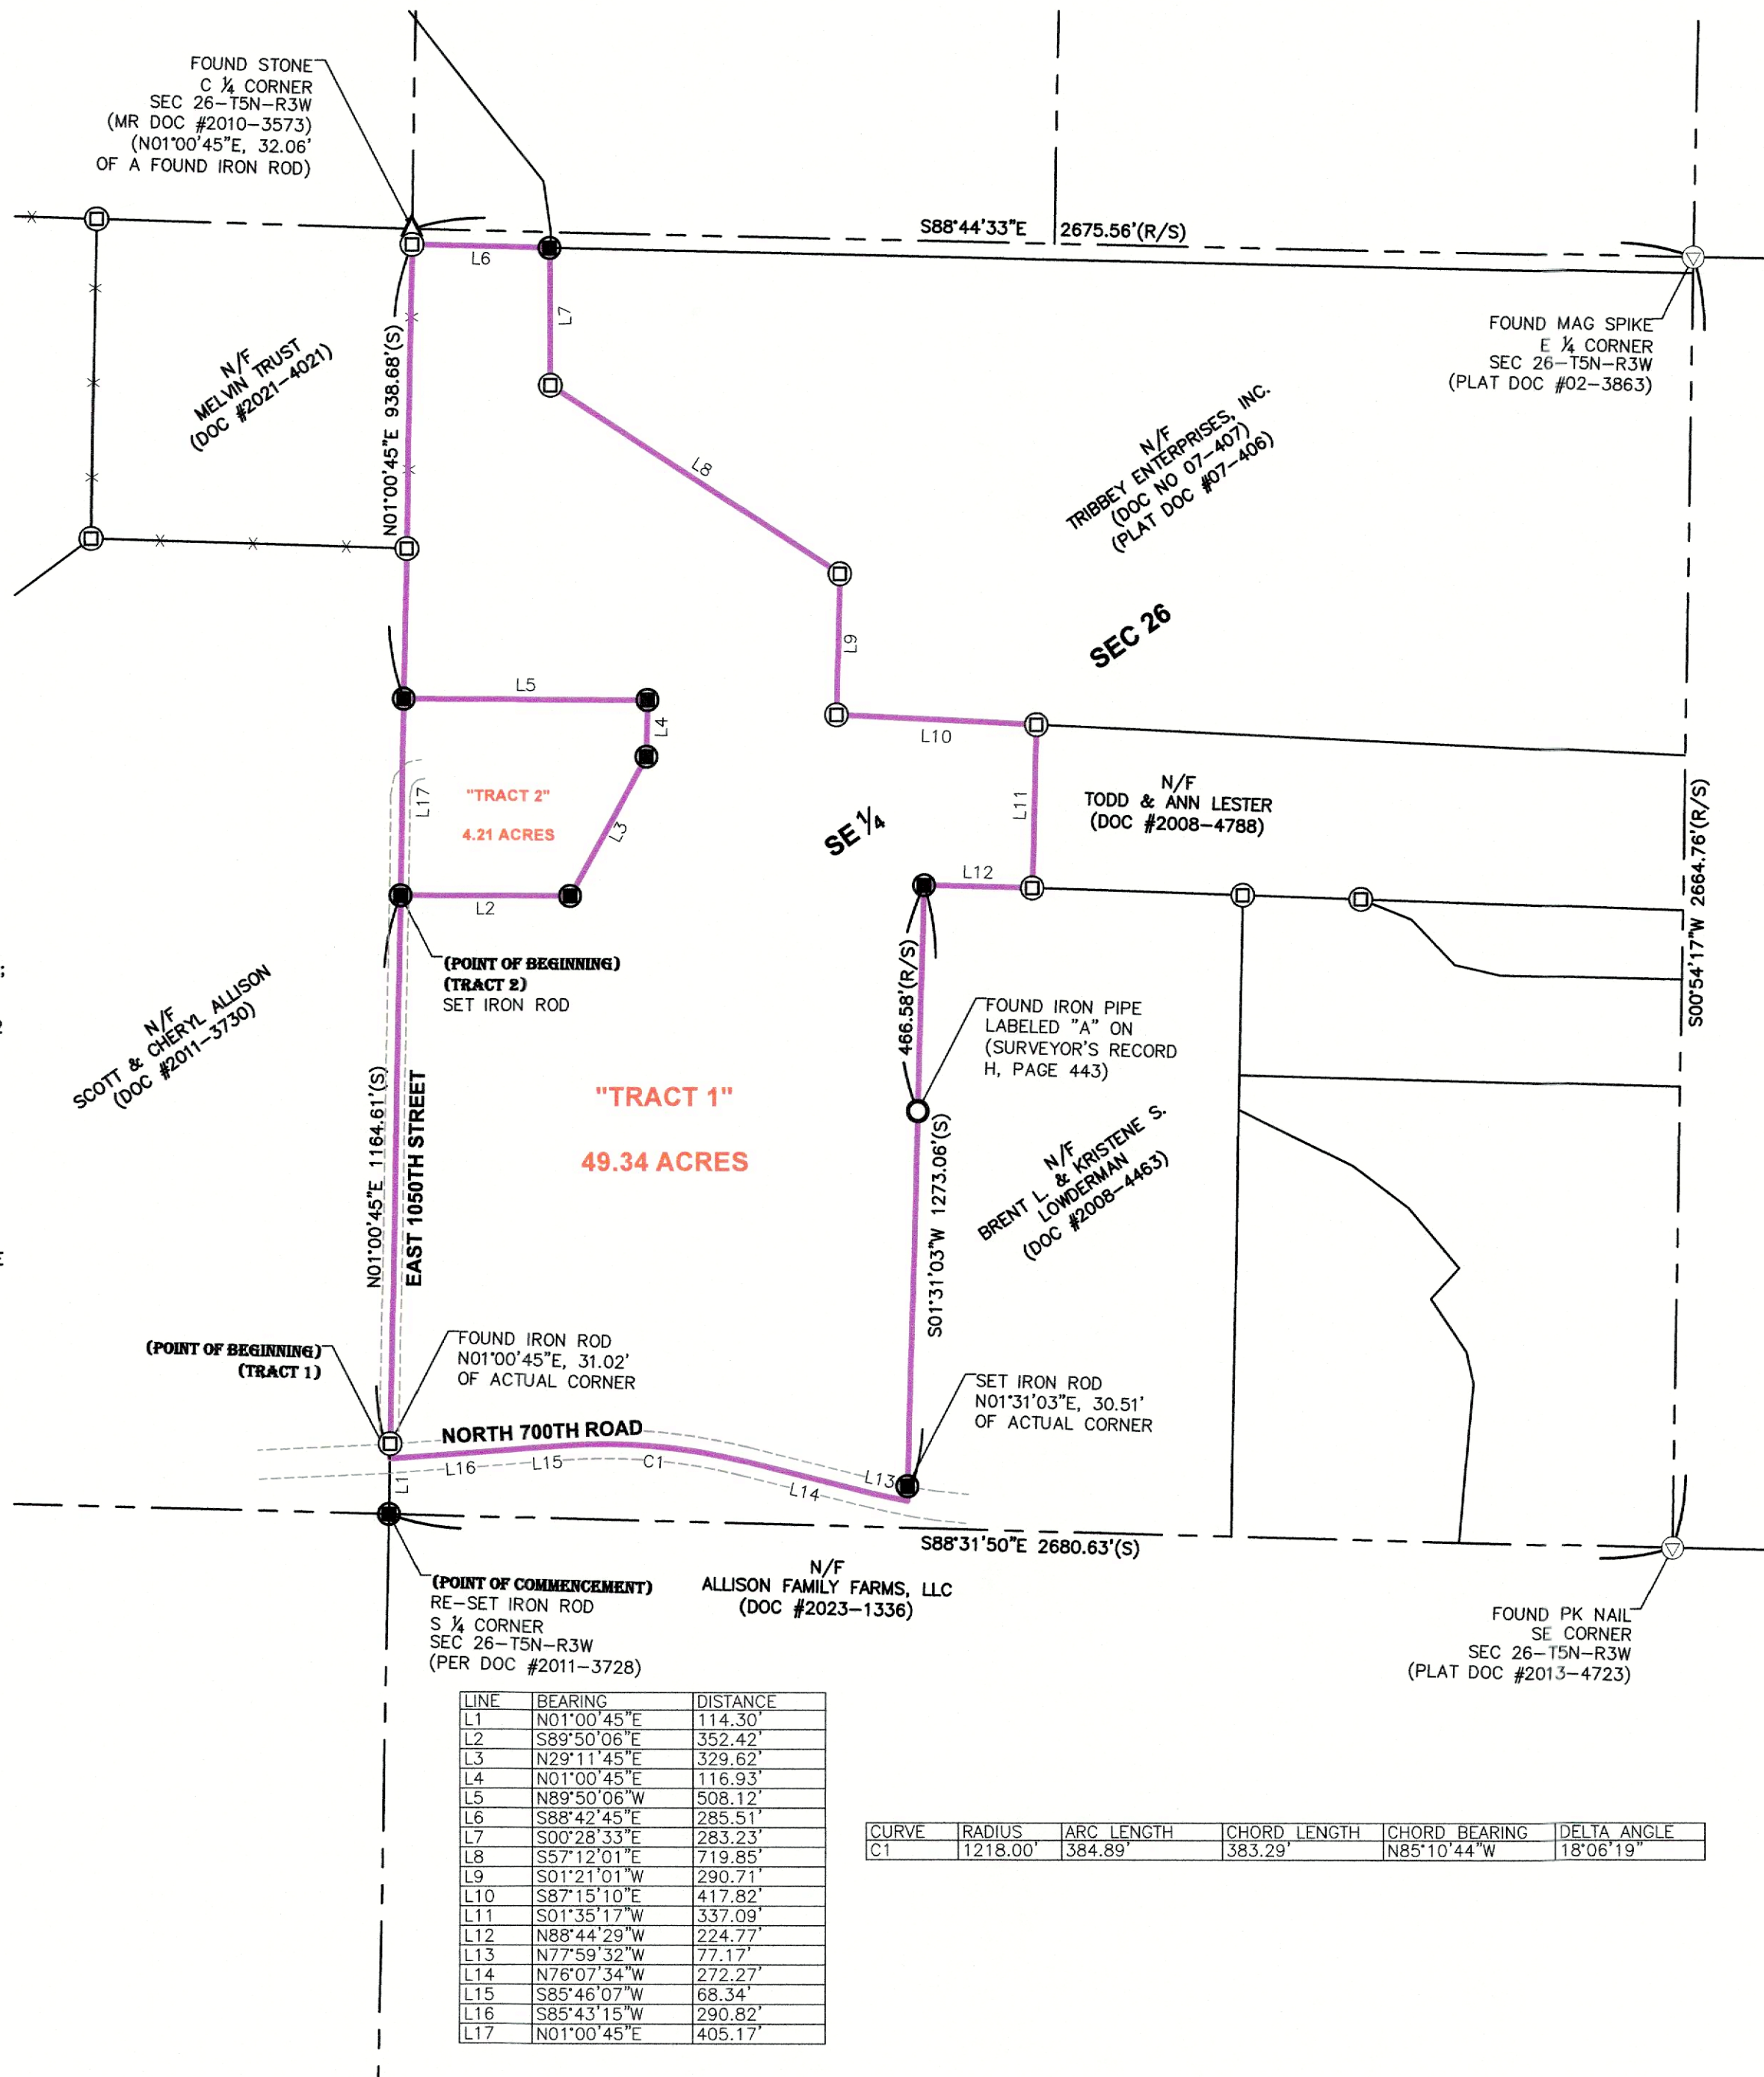 FOUND STONE
C ¼ CORNER
SEC 26-T5N-R3W
(MR DOC #2010-3573)
(N01°00'45"E, 32.06'
OF A FOUND IRON ROD)
S88°44'33"E 2675.56'(R/S)
L6
L7
FOUND MAG SPIKE
E ¼ CORNER
SEC 26-T5N-R3W
(PLAT DOC #02-3863)
N/F
MELVIN TRUST
(DOC #2021-4021)
N01°00'45"E 938.68'(S)
L8
N/F
TRIBBEY ENTERPRISES, INC.
(DOC NO 07-407)
(PLAT DOC #07-406)
SEC 26
L9
L5
L4
L10
L17
"TRACT 2"
4.21 ACRES
L3
SE ¼
L11
N/F
TODD & ANN LESTER
(DOC #2008-4788)
S00°54'17"W 2664.76'(R/S)
L2
L12
(POINT OF BEGINNING)
(TRACT 2)
SET IRON ROD
;
2
E
N/F
SCOTT & CHERYL ALLISON
(DOC #2011-3730)
466.58'(R/S)
FOUND IRON PIPE
LABELED "A" ON
(SURVEYOR'S RECORD
H, PAGE 443)
N01°00'45"E 1164.61'(S)
EAST 1050TH STREET
"TRACT 1"
49.34 ACRES
S01°31'03"W 1273.06'(S)
N/F
BRENT L. & KRISTENE S.
LOWDERMAN
(DOC #2008-4463)
(POINT OF BEGINNING)
(TRACT 1)
FOUND IRON ROD
N01°00'45"E, 31.02'
OF ACTUAL CORNER
SET IRON ROD
N01°31'03"E, 30.51'
OF ACTUAL CORNER
NORTH 700TH ROAD
L1
L16
L15
C1
L14
L13
S88°31'50"E 2680.63'(S)
(POINT OF COMMENCEMENT)
RE-SET IRON ROD
S ¼ CORNER
SEC 26-T5N-R3W
(PER DOC #2011-3728)
N/F
ALLISON FAMILY FARMS, LLC
(DOC #2023-1336)
FOUND PK NAIL
SE CORNER
SEC 26-T5N-R3W
(PLAT DOC #2013-4723)
LINE BEARING DISTANCE
L1 N01°00'45"E 114.30'
L2 S89°50'06"E 352.42'
L3 N29°11'45"E 329.62'
L4 N01°00'45"E 116.93'
L5 N89°50'06"W 508.12'
L6 S88°42'45"E 285.51'
L7 S00°28'33"E 283.23'
L8 S57°12'01"E 719.85'
L9 S01°21'01"W 290.71'
L10 S87°15'10"E 417.82'
L11 S01°35'17"W 337.09'
L12 N88°44'29"W 224.77'
L13 N77°59'32"W 77.17'
L14 N76°07'34"W 272.27'
L15 S85°46'07"W 68.34'
L16 S85°43'15"W 290.82'
L17 N01°00'45"E 405.17'
CURVE RADIUS ARC LENGTH CHORD LENGTH CHORD BEARING DELTA ANGLE
C1 1218.00' 384.89' 383.29' N85°10'44"W 18°06'19"